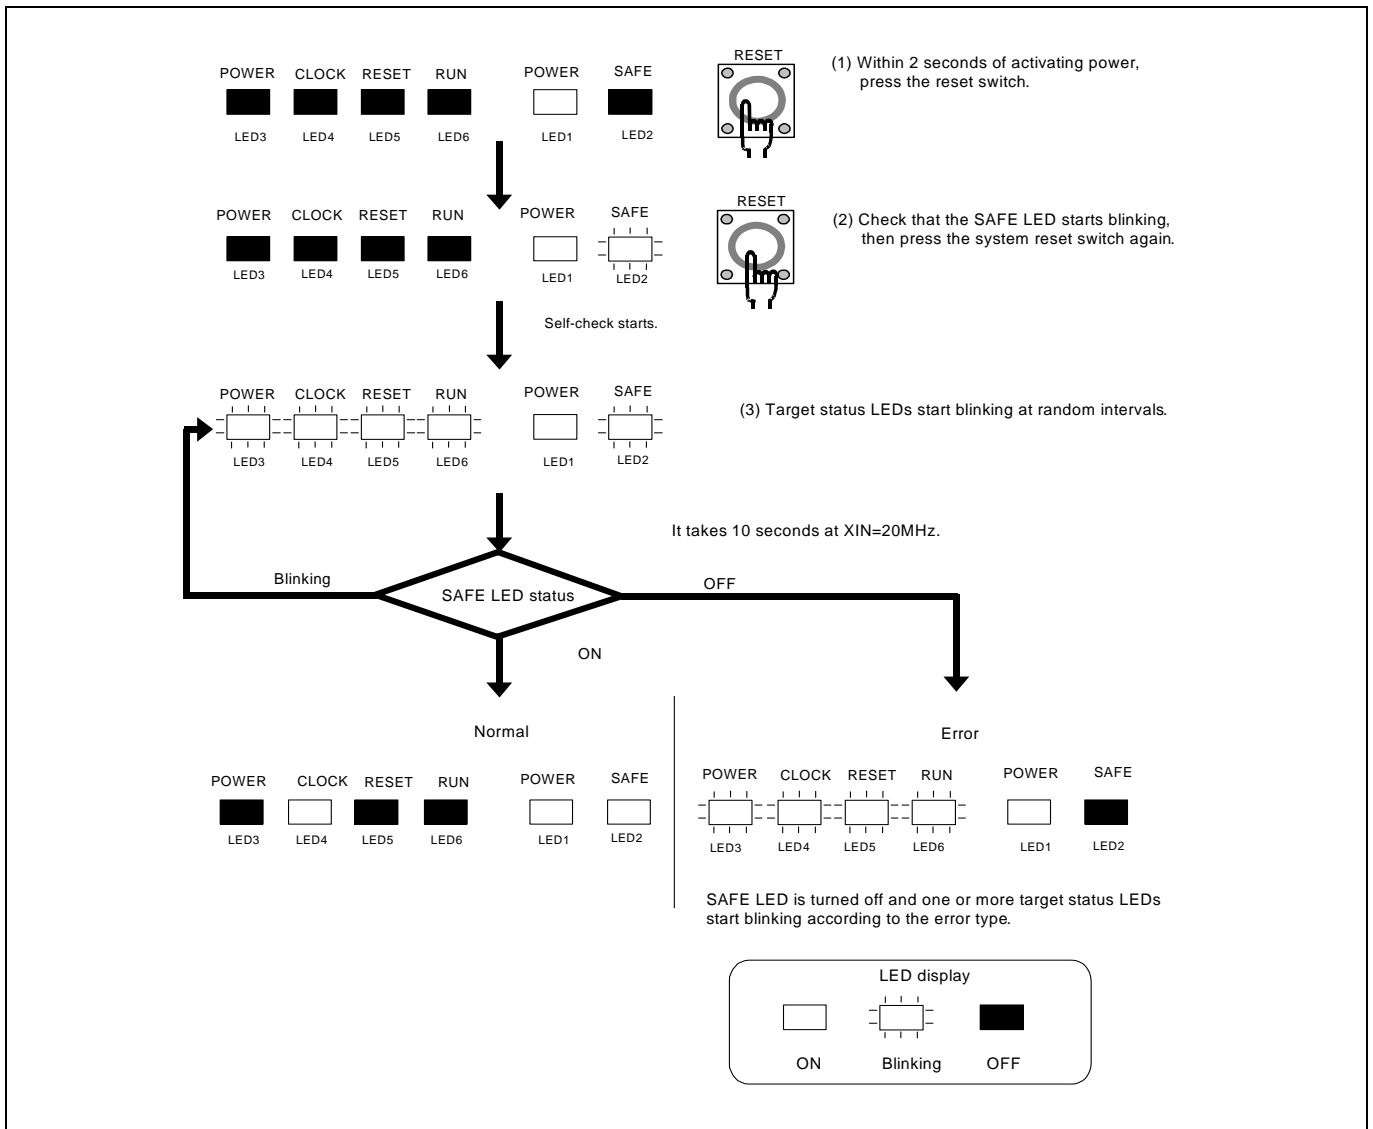 POWER CLOCK RESET RUN POWER SAFE RESET
(1) Within 2 seconds of activating power,
press the reset switch.
LED3 LED4 LED5 LED6 LED1 LED2
POWER CLOCK RESET RUN POWER SAFE RESET
(2) Check that the SAFE LED starts blinking,
then press the system reset switch again.
LED3 LED4 LED5 LED6 LED1 LED2
Self-check starts.
POWER CLOCK RESET RUN POWER SAFE
(3) Target status LEDs start blinking at random intervals.
LED3 LED4 LED5 LED6 LED1 LED2
It takes 10 seconds at XIN=20MHz.
Blinking
SAFE LED status
OFF
ON
Normal
Error
POWER CLOCK RESET RUN POWER SAFE
LED3 LED4 LED5 LED6 LED1 LED2
POWER CLOCK RESET RUN POWER SAFE
LED3 LED4 LED5 LED6 LED1 LED2
SAFE LED is turned off and one or more target status LEDs
start blinking according to the error type.
LED display
ON Blinking OFF